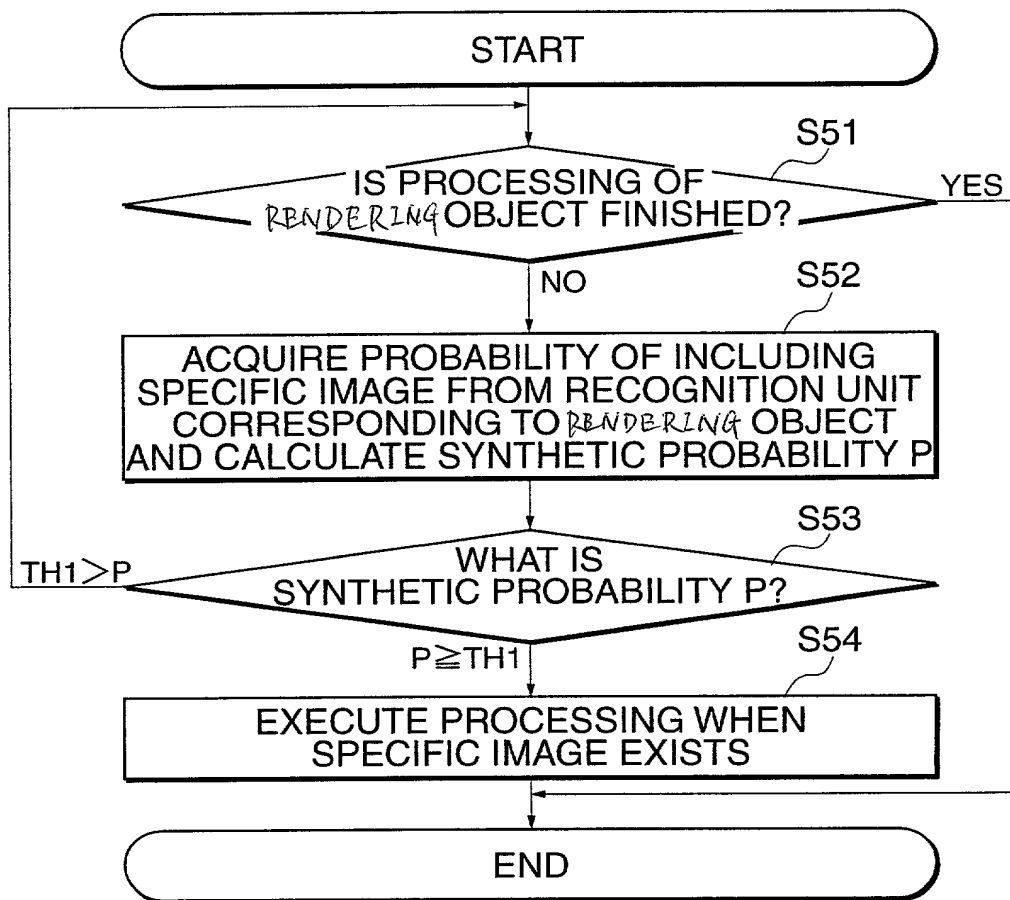 START
S51
IS PROCESSING OF
RENDERING OBJECT FINISHED?
YES
NO
S52
ACQUIRE PROBABILITY OF INCLUDING
SPECIFIC IMAGE FROM RECOGNITION UNIT
CORRESPONDING TO RENDERING OBJECT
AND CALCULATE SYNTHETIC PROBABILITY P
S53
TH1>P
WHAT IS
SYNTHETIC PROBABILITY P?
P≧TH1
S54
EXECUTE PROCESSING WHEN
SPECIFIC IMAGE EXISTS
END